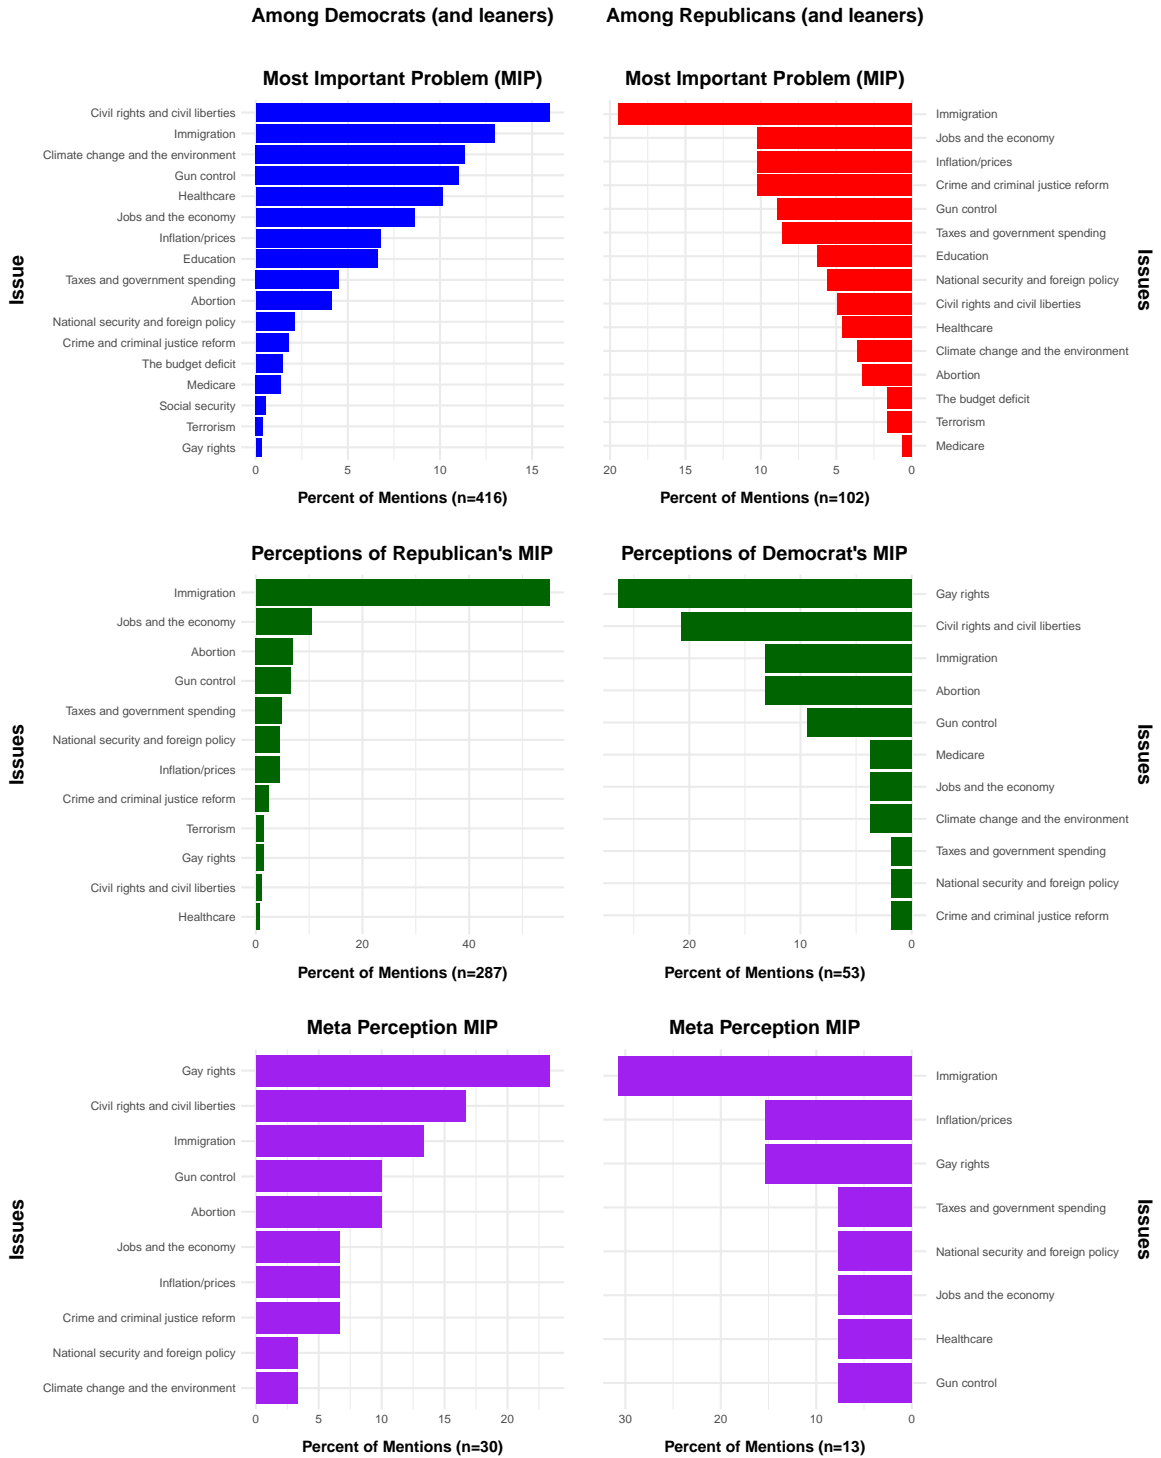 Among Democrats (and leaners)
Among Republicans (and leaners)
Most Important Problem (MIP)
Issue
Civil rights and civil liberties
Immigration
Climate change and the environment
Gun control
Healthcare
Jobs and the economy
Inflation/prices
Education
Taxes and government spending
Abortion
National security and foreign policy
Crime and criminal justice reform
The budget deficit
Medicare
Social security
Terrorism
Gay rights
0 5 10 15
Percent of Mentions (n=416)
Most Important Problem (MIP)
Immigration
Jobs and the economy
Inflation/prices
Crime and criminal justice reform
Gun control
Taxes and government spending
Education
National security and foreign policy
Civil rights and civil liberties
Healthcare
Climate change and the environment
Abortion
The budget deficit
Terrorism
Medicare
Issues
20 15 10 5 0
Percent of Mentions (n=102)
Perceptions of Republican's MIP
Issues
Immigration
Jobs and the economy
Abortion
Gun control
Taxes and government spending
National security and foreign policy
Inflation/prices
Crime and criminal justice reform
Terrorism
Gay rights
Civil rights and civil liberties
Healthcare
0 20 40
Percent of Mentions (n=287)
Perceptions of Democrat's MIP
Gay rights
Civil rights and civil liberties
Immigration
Abortion
Gun control
Medicare
Jobs and the economy
Climate change and the environment
Taxes and government spending
National security and foreign policy
Crime and criminal justice reform
Issues
20 10 0
Percent of Mentions (n=53)
Meta Perception MIP
Issues
Gay rights
Civil rights and civil liberties
Immigration
Gun control
Abortion
Jobs and the economy
Inflation/prices
Crime and criminal justice reform
National security and foreign policy
Climate change and the environment
0 5 10 15 20
Percent of Mentions (n=30)
Meta Perception MIP
Immigration
Inflation/prices
Gay rights
Taxes and government spending
National security and foreign policy
Jobs and the economy
Healthcare
Gun control
Issues
30 20 10 0
Percent of Mentions (n=13)